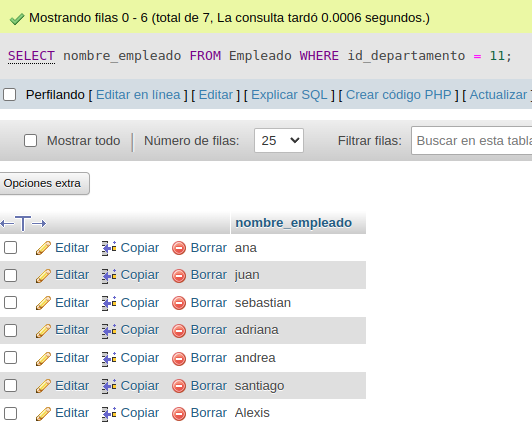 Mostrando filas 0 - 6 (total de 7, La consulta tardó 0.0006 segundos.)
SELECT nombre_empleado FROM Empleado WHERE id_departamento = 11;
Perfilando [ Editar en línea ] [ Editar ] [ Explicar SQL ] [ Crear código PHP ] [ Actualizar ]
Mostrar todo Número de filas: 25 Filtrar filas: Buscar en esta tabla
Opciones extra
←T→ nombre_empleado
Editar Copiar Borrar ana
Editar Copiar Borrar juan
Editar Copiar Borrar sebastian
Editar Copiar Borrar adriana
Editar Copiar Borrar andrea
Editar Copiar Borrar santiago
Editar Copiar Borrar Alexis